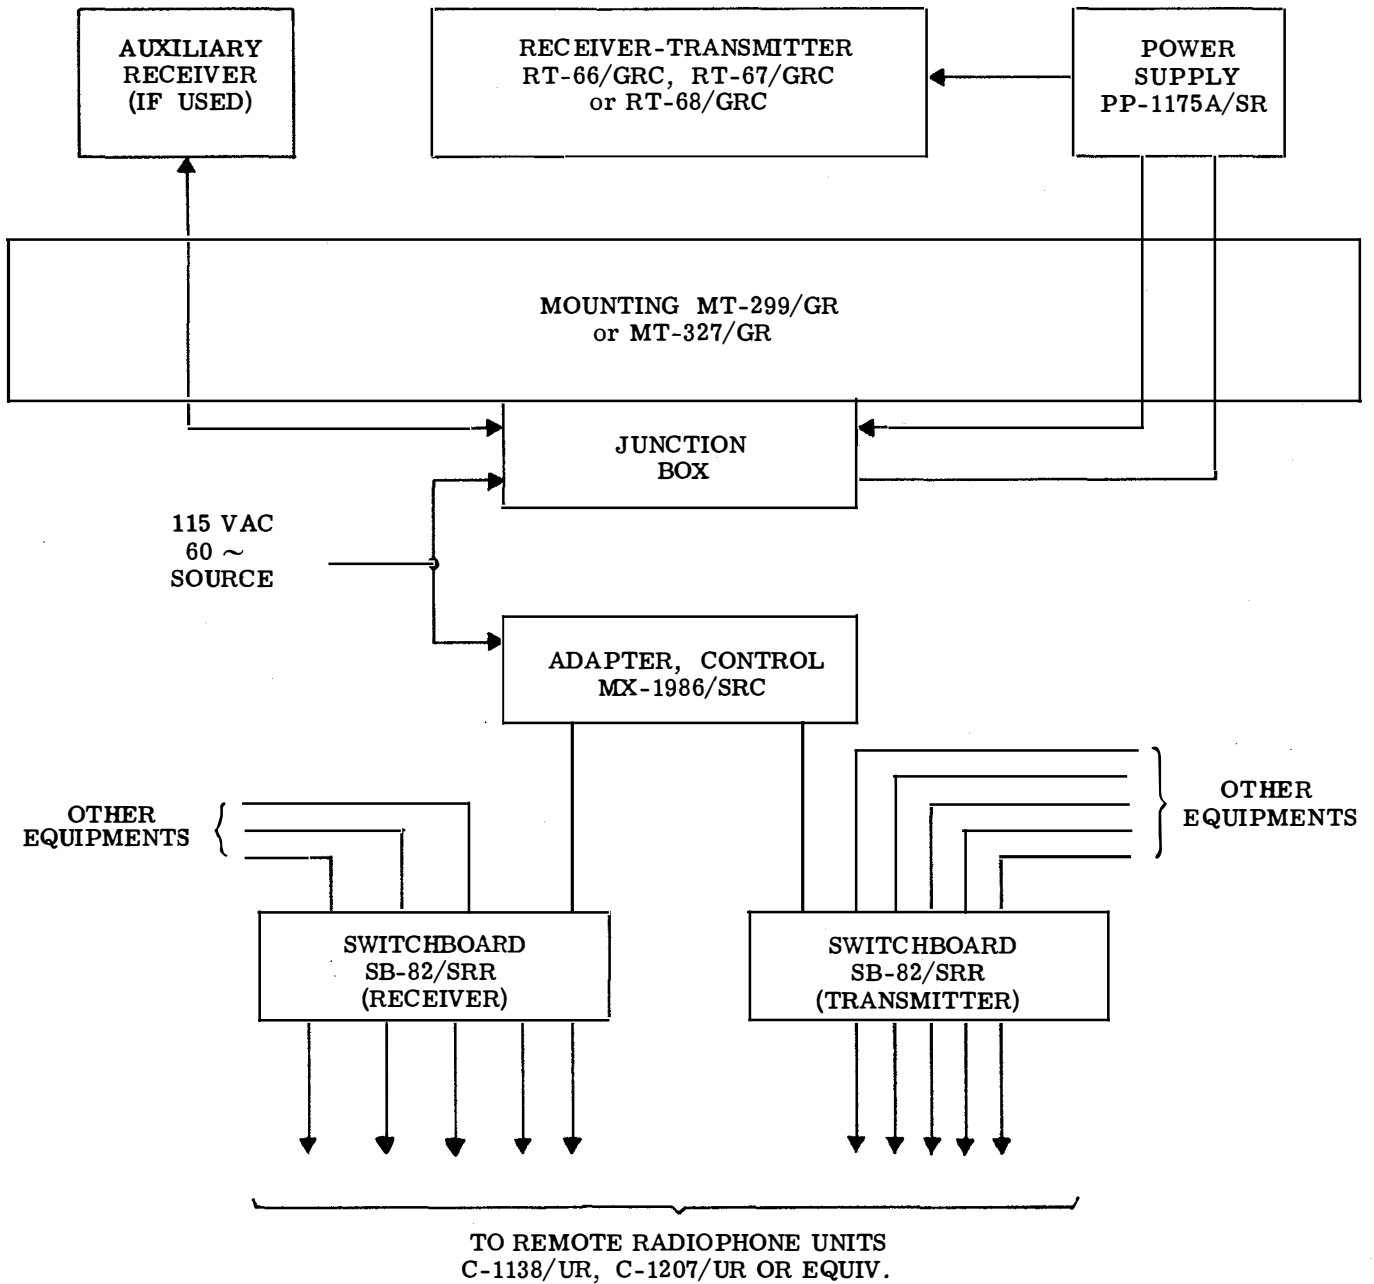 AUXILIARY
RECEIVER
(IF USED)
RECEIVER-TRANSMITTER
RT-66/GRC, RT-67/GRC
or RT-68/GRC
POWER
SUPPLY
PP-1175A/SR
MOUNTING MT-299/GR
or MT-327/GR
JUNCTION
BOX
115 VAC
60 ~
SOURCE
ADAPTER, CONTROL
MX-1986/SRC
OTHER
EQUIPMENTS
OTHER
EQUIPMENTS
SWITCHBOARD
SB-82/SRR
(RECEIVER)
SWITCHBOARD
SB-82/SRR
(TRANSMITTER)
TO REMOTE RADIOPHONE UNITS
C-1138/UR, C-1207/UR OR EQUIV.